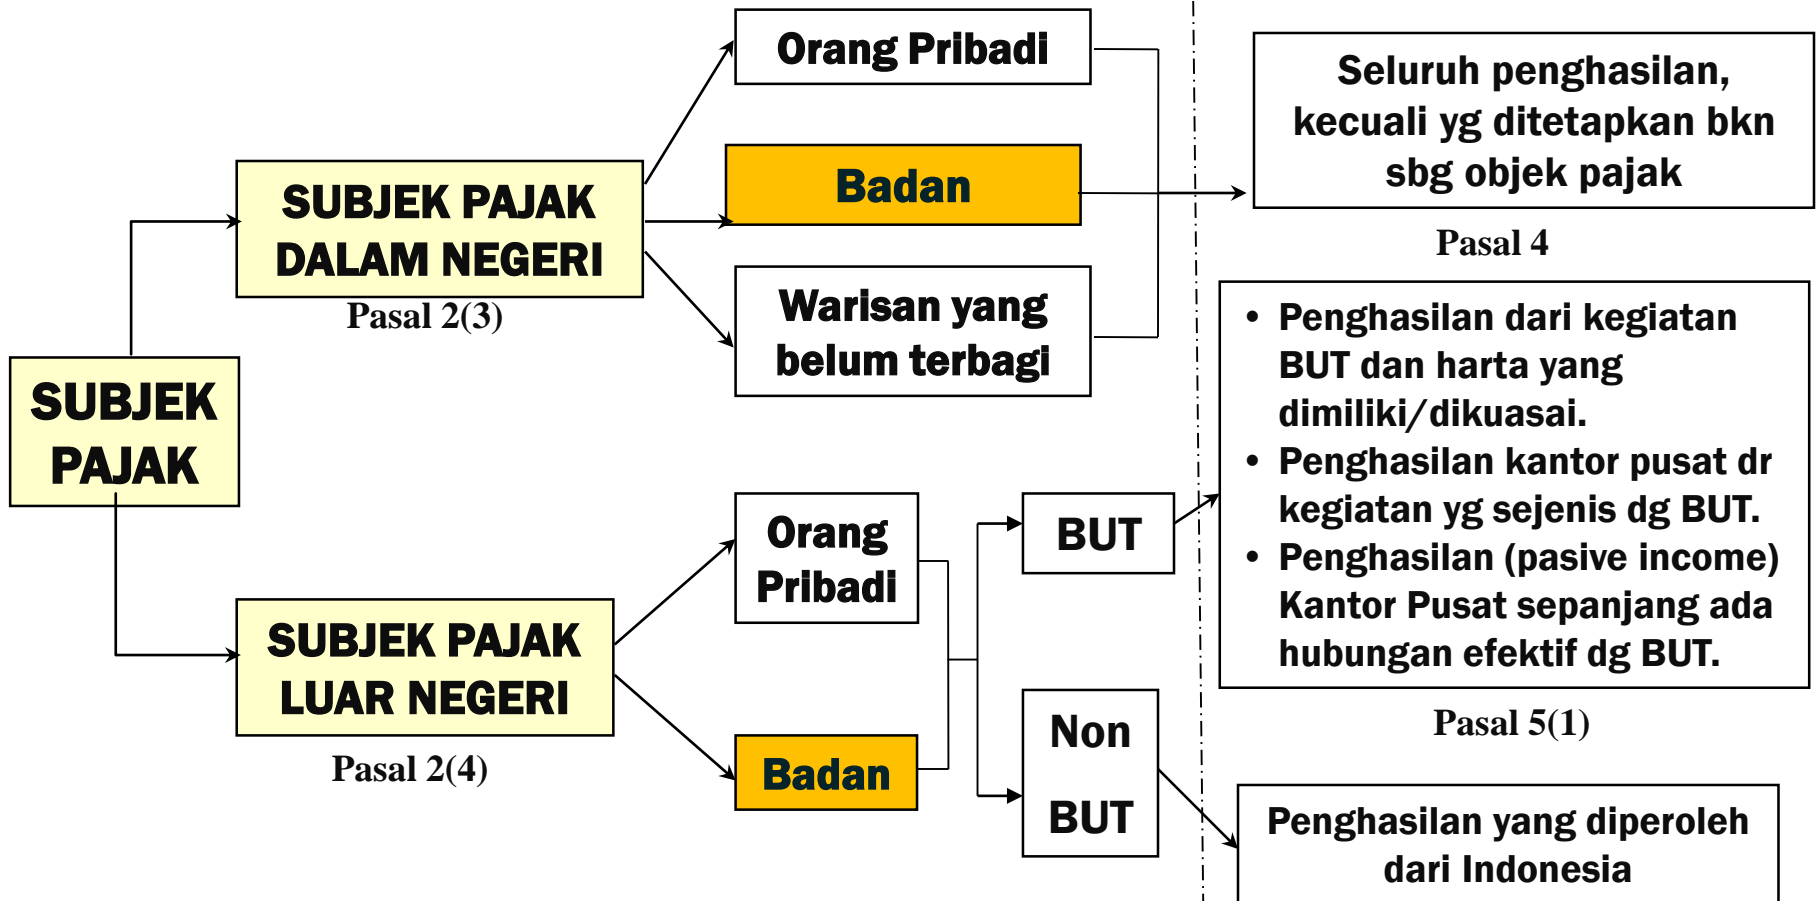 SUBJEK
PAJAK
SUBJEK PAJAK
DALAM NEGERI
Pasal 2(3)
Orang Pribadi
Badan
Warisan yang
belum terbagi
Seluruh penghasilan,
kecuali yg ditetapkan bkn
sbg objek pajak
Pasal 4
SUBJEK PAJAK
LUAR NEGERI
Pasal 2(4)
Orang
Pribadi
Badan
BUT
Non
BUT
• Penghasilan dari kegiatan
BUT dan harta yang
dimiliki/dikuasai.
• Penghasilan kantor pusat dr
kegiatan yg sejenis dg BUT.
• Penghasilan (pasive income)
Kantor Pusat sepanjang ada
hubungan efektif dg BUT.
Pasal 5(1)
Penghasilan yang diperoleh
dari Indonesia